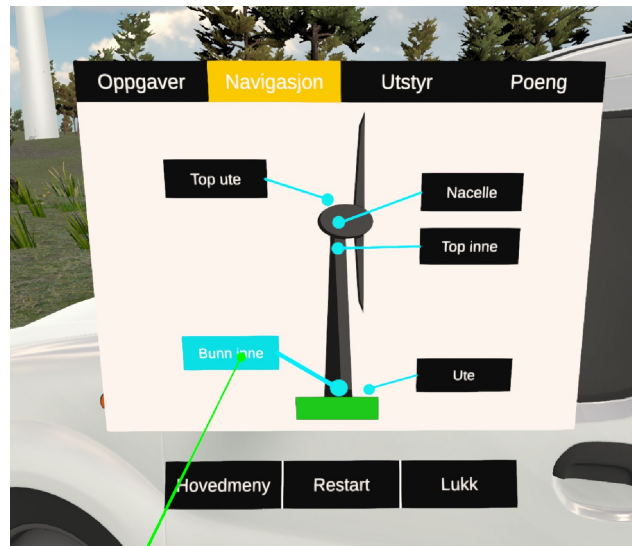 Oppgaver Navigasjon Utstyr Poeng
Top ute
Nacelle
Top inne
Bunn inne
Ute
Hovedmeny Restart Lukk